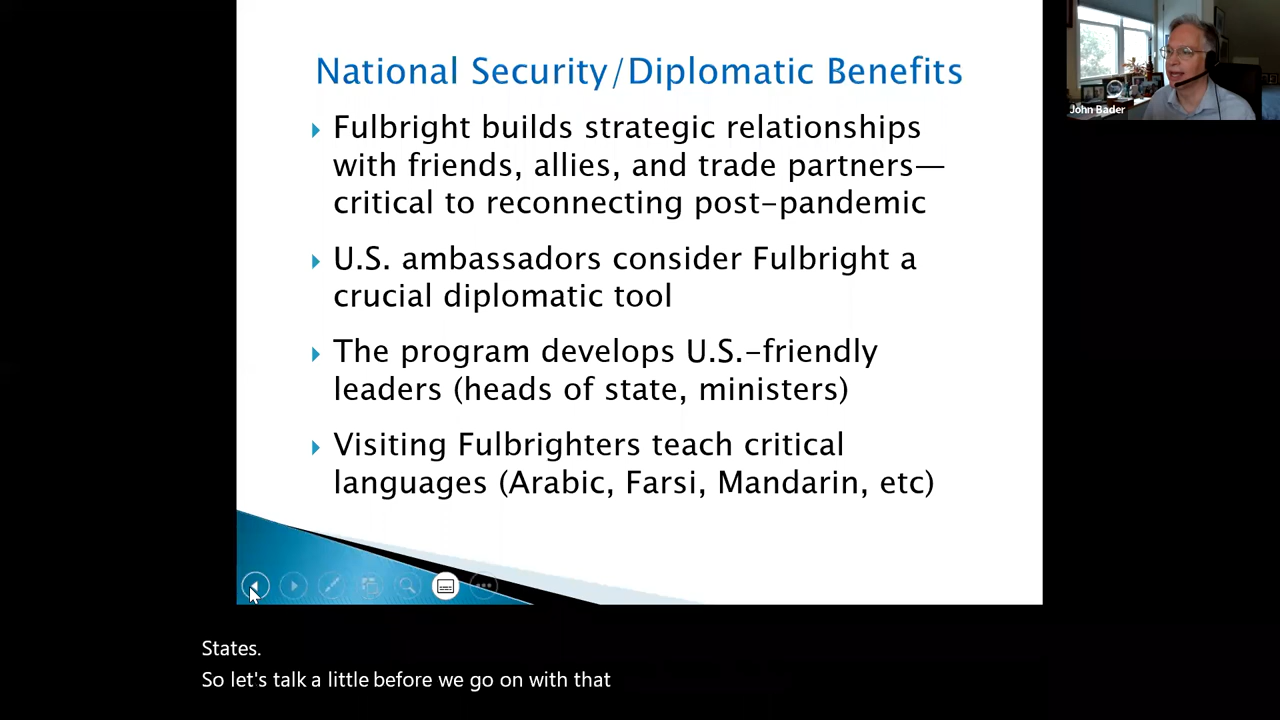 National Security/Diplomatic Benefits
John Bader
Fulbright builds strategic relationships
with friends, allies, and trade partners—
critical to reconnecting post-pandemic
U.S. ambassadors consider Fulbright a
crucial diplomatic tool
The program develops U.S.-friendly
leaders (heads of state, ministers)
Visiting Fulbrighters teach critical
languages (Arabic, Farsi, Mandarin, etc)
States.
So let's talk a little before we go on with that